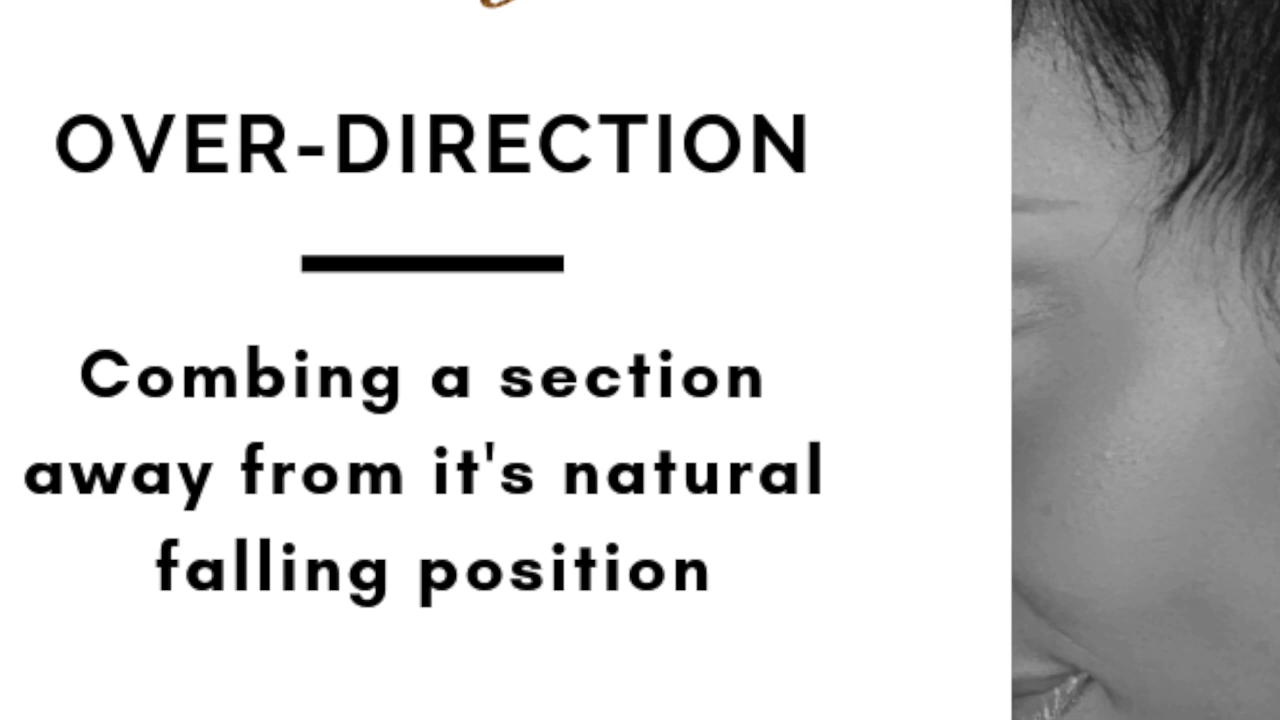 OVER-DIRECTION
Combing a section
away from it's natural
falling position